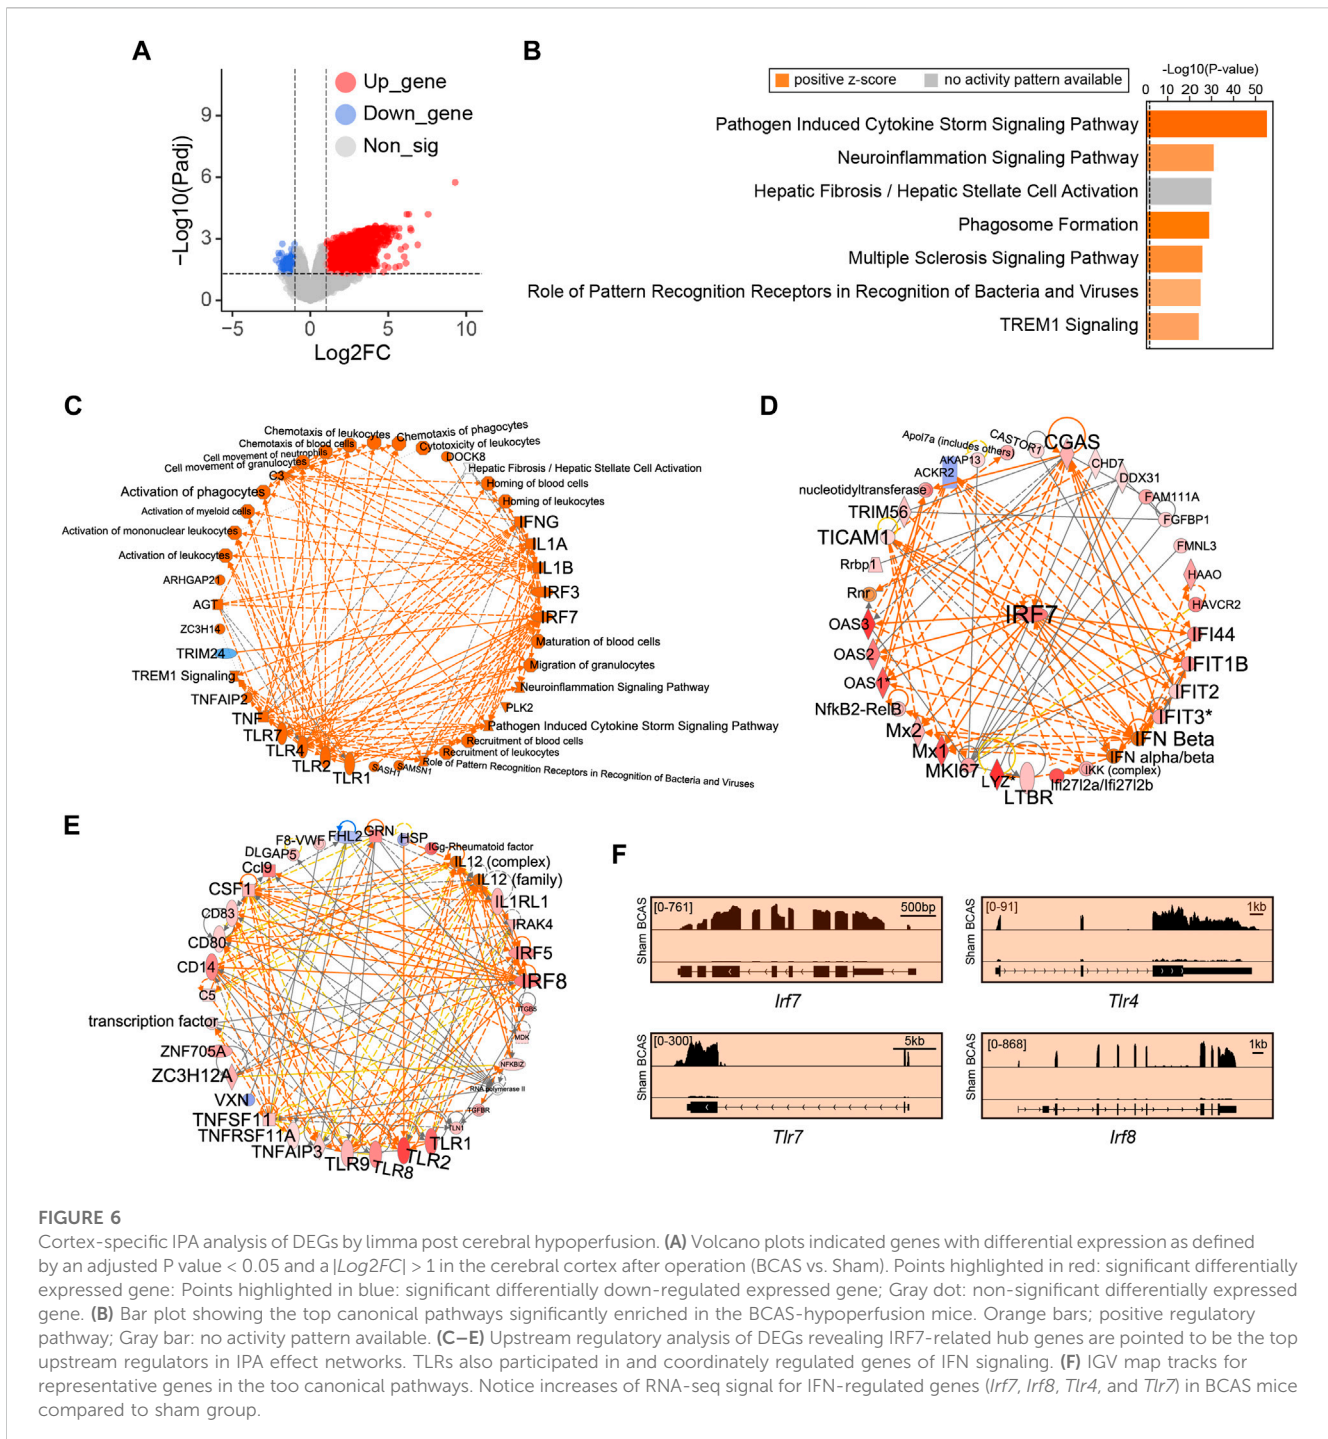 A
Up_gene
Down_gene
Non_sig
−Log10(Padj)
9
6
3
0
−5
0
5
10
Log2FC
B
positive z-score
no activity pattern available
-Log10(P-value)
0 10 20 30 40 50
Pathogen Induced Cytokine Storm Signaling Pathway
Neuroinflammation Signaling Pathway
Hepatic Fibrosis / Hepatic Stellate Cell Activation
Phagosome Formation
Multiple Sclerosis Signaling Pathway
Role of Pattern Recognition Receptors in Recognition of Bacteria and Viruses
TREM1 Signaling
C
Chemotaxis of phagocytes
Cytotoxicity of leukocytes
DOCK8
Hepatic Fibrosis / Hepatic Stellate Cell Activation
Homing of blood cells
Homing of leukocytes
IFNG
IL1A
IL1B
IRF3
IRF7
Maturation of blood cells
Migration of granulocytes
Neuroinflammation Signaling Pathway
PLK2
Pathogen Induced Cytokine Storm Signaling Pathway
Recruitment of blood cells
Recruitment of leukocytes
Role of Pattern Recognition Receptors in Recognition of Bacteria and Viruses
SAMSN1
SASH1
TLR1
TLR2
TLR4
TLR7
TNF
TNFAIP2
TREM1 Signaling
TRIM24
ZC3H14
AGT
ARHGAP21
Activation of leukocytes
Activation of mononuclear leukocytes
Activation of myeloid cells
Activation of phagocytes
C3
Cell movement of granulocytes
Cell movement of neutrophils
Chemotaxis of blood cells
Chemotaxis of leukocytes
D
CGAS
CHD7
DDX31
FAM111A
FGFBP1
FMNL3
HAAO
HAVCR2
IFI44
IFIT1B
IFIT2
IFIT3*
IFN Beta
IFN alpha/beta
IKK (complex)
Ifi27l2a/Ifi27l2b
LTBR
LYZ*
MKI67
Mx1
Mx2
NfkB2-RelB
OAS1*
OAS2
OAS3
Rnr
Rrbp1
TICAM1
TRIM56
nucleotidyltransferase
ACKR2
AKAP13
Apol7a (includes others)
CASTOR1
IRF7
E
GRN
HSP
IGg-Rheumatoid factor
IL12 (complex)
IL12 (family)
IL1RL1
IRAK4
IRF5
IRF8
ITGB5
MDK
NFKBIZ
RNA polymerase II
TGFBR
TLN1
TLR1
TLR2
TLR8
TLR9
TNFAIP3
TNFRSF11A
TNFSF11
VXN
ZC3H12A
ZNF705A
transcription factor
C5
CD14
CD80
CD83
CSF1
Ccl9
DLGAP5
F8-VWF
FHL2
F
Sham BCAS
[0-761]
500bp
Irf7
Sham BCAS
[0-91]
1kb
Tlr4
Sham BCAS
[0-300]
5kb
Tlr7
Sham BCAS
[0-868]
1kb
Irf8
FIGURE 6
Cortex-specific IPA analysis of DEGs by limma post cerebral hypoperfusion. (A) Volcano plots indicated genes with differential expression as defined
by an adjusted P value < 0.05 and a |Log2FC| > 1 in the cerebral cortex after operation (BCAS vs. Sham). Points highlighted in red: significant differentially
expressed gene: Points highlighted in blue: significant differentially down-regulated expressed gene; Gray dot: non-significant differentially expressed
gene. (B) Bar plot showing the top canonical pathways significantly enriched in the BCAS-hypoperfusion mice. Orange bars; positive regulatory
pathway; Gray bar: no activity pattern available. (C–E) Upstream regulatory analysis of DEGs revealing IRF7-related hub genes are pointed to be the top
upstream regulators in IPA effect networks. TLRs also participated in and coordinately regulated genes of IFN signaling. (F) IGV map tracks for
representative genes in the too canonical pathways. Notice increases of RNA-seq signal for IFN-regulated genes (Irf7, Irf8, Tlr4, and Tlr7) in BCAS mice
compared to sham group.